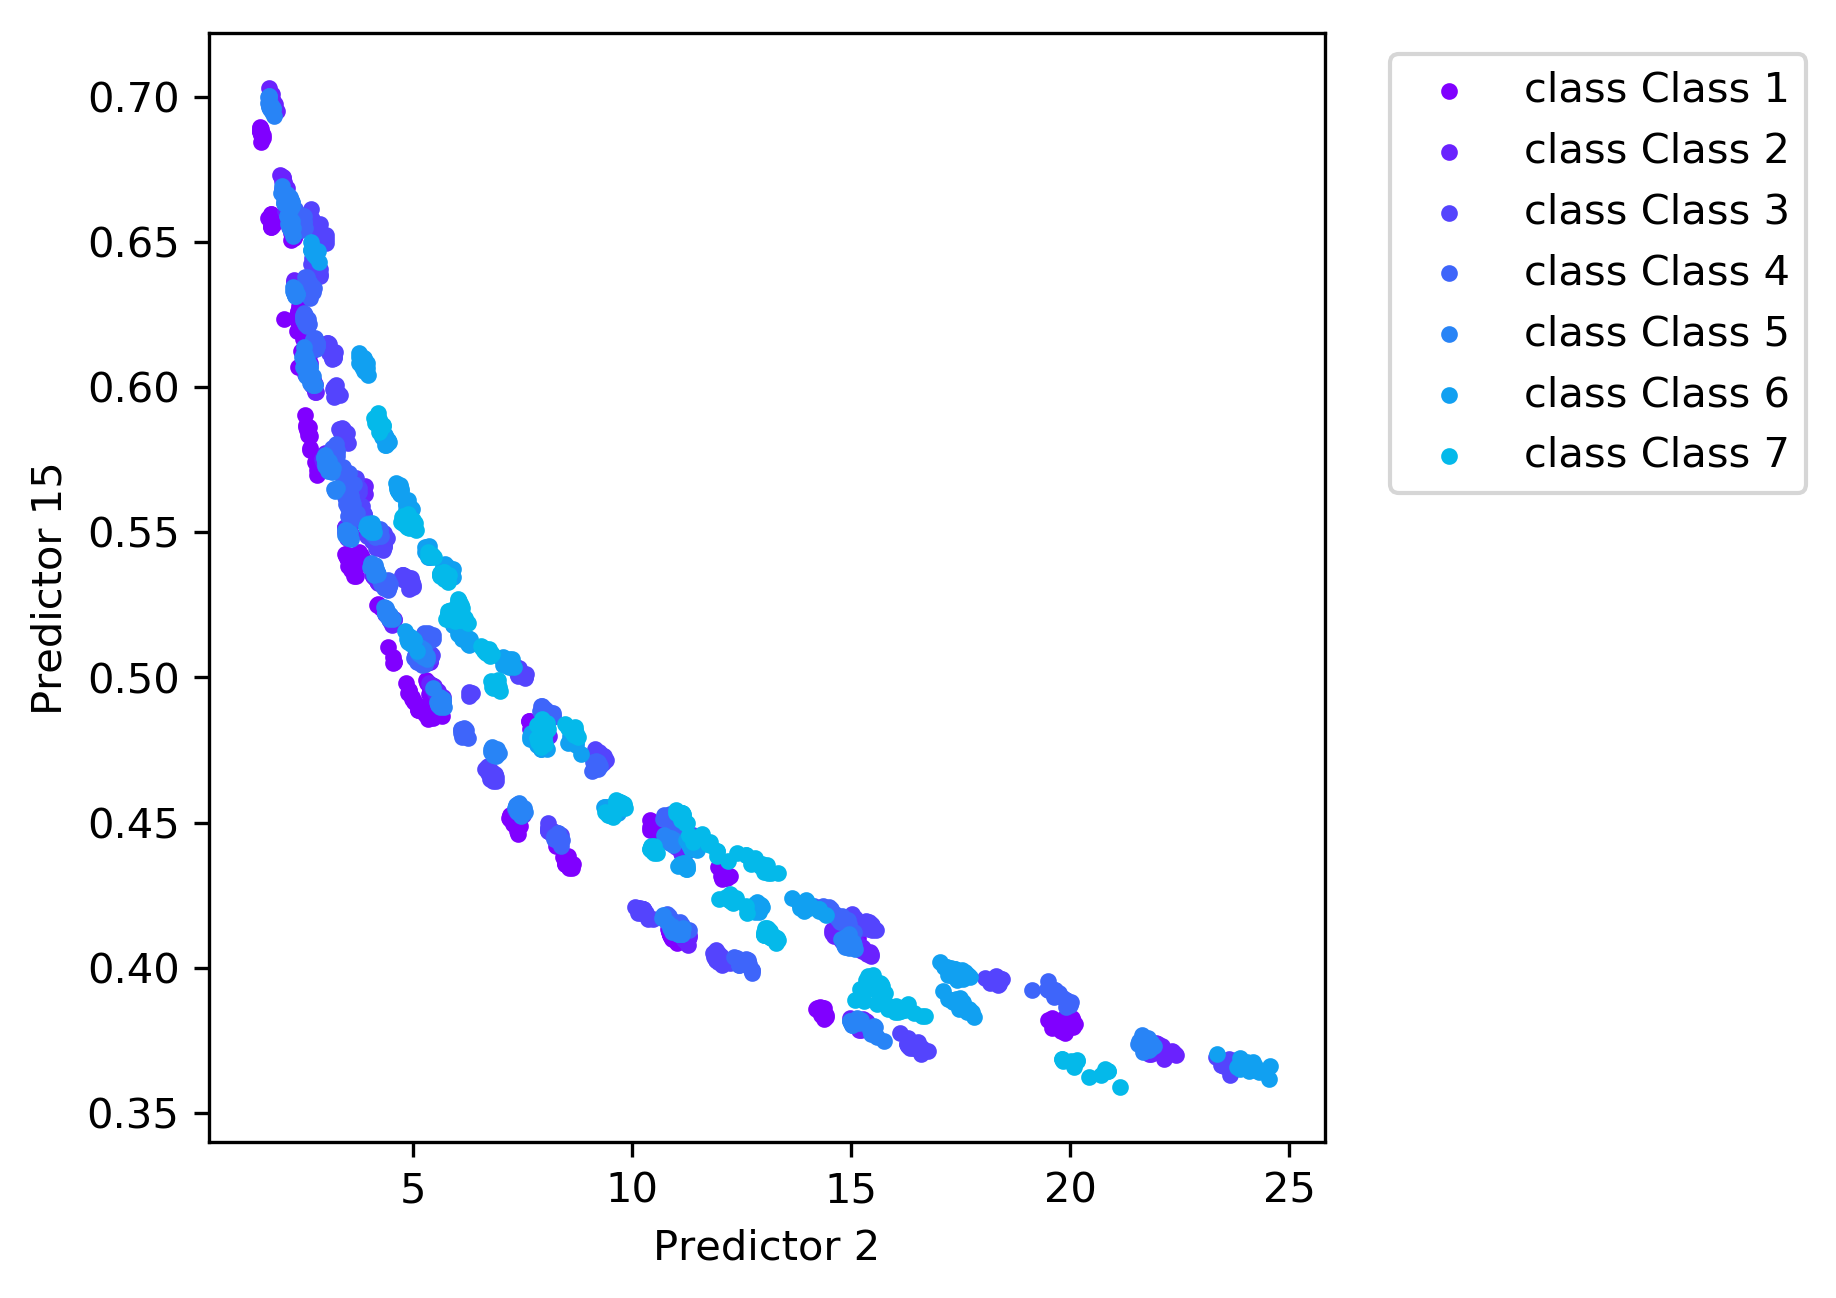 0.70
0.65
0.60
0.55
0.50
0.45
0.40
0.35
Predictor 15
5 10 15 20 25
Predictor 2
class Class 1
class Class 2
class Class 3
class Class 4
class Class 5
class Class 6
class Class 7